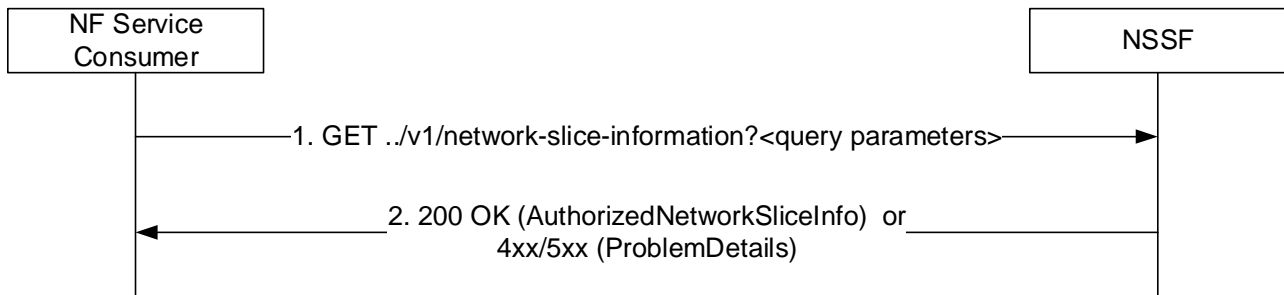 NF Service
Consumer
NSSF
1. GET ../v1/network-slice-information?<query parameters>
2. 200 OK (AuthorizedNetworkSliceInfo)  or
4xx/5xx (ProblemDetails)